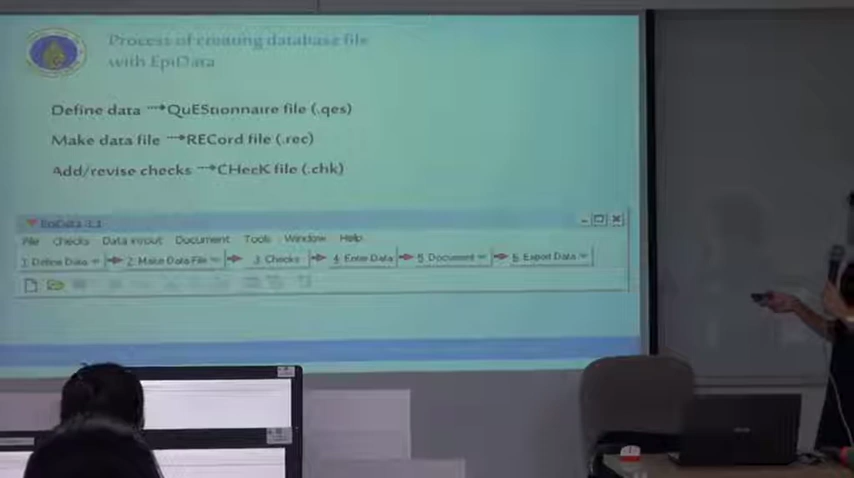 Process of creating database file
with EpiData
Define data → QuEStionnaire file (.qes)
Make data file → RECord file (.rec)
Add/revise checks → CHecK file (.chk)
EpiData 3.1
File Checks Data in/out Document Tools Window Help
1. Define Data 2. Make Data File 3. Checks 4. Enter Data 5. Document 6. Export Data